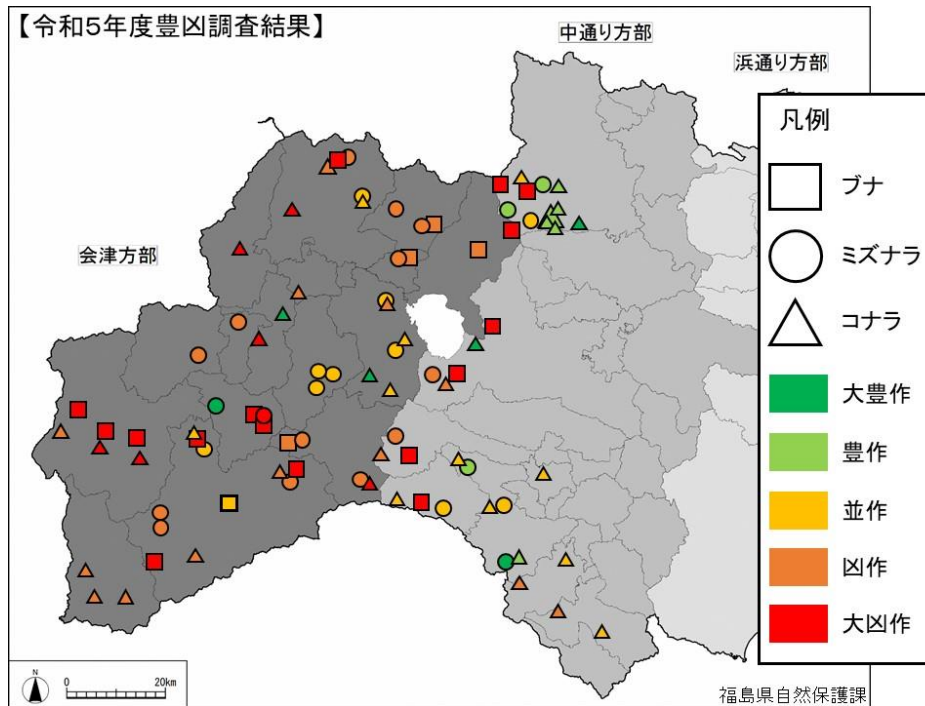 【令和5年度豊凶調査結果】
中通り方部
浜通り方部
会津方部
凡例
ブナ
ミズナラ
コナラ
大豊作
豊作
並作
凶作
大凶作
N
0 20km
福島県自然保護課